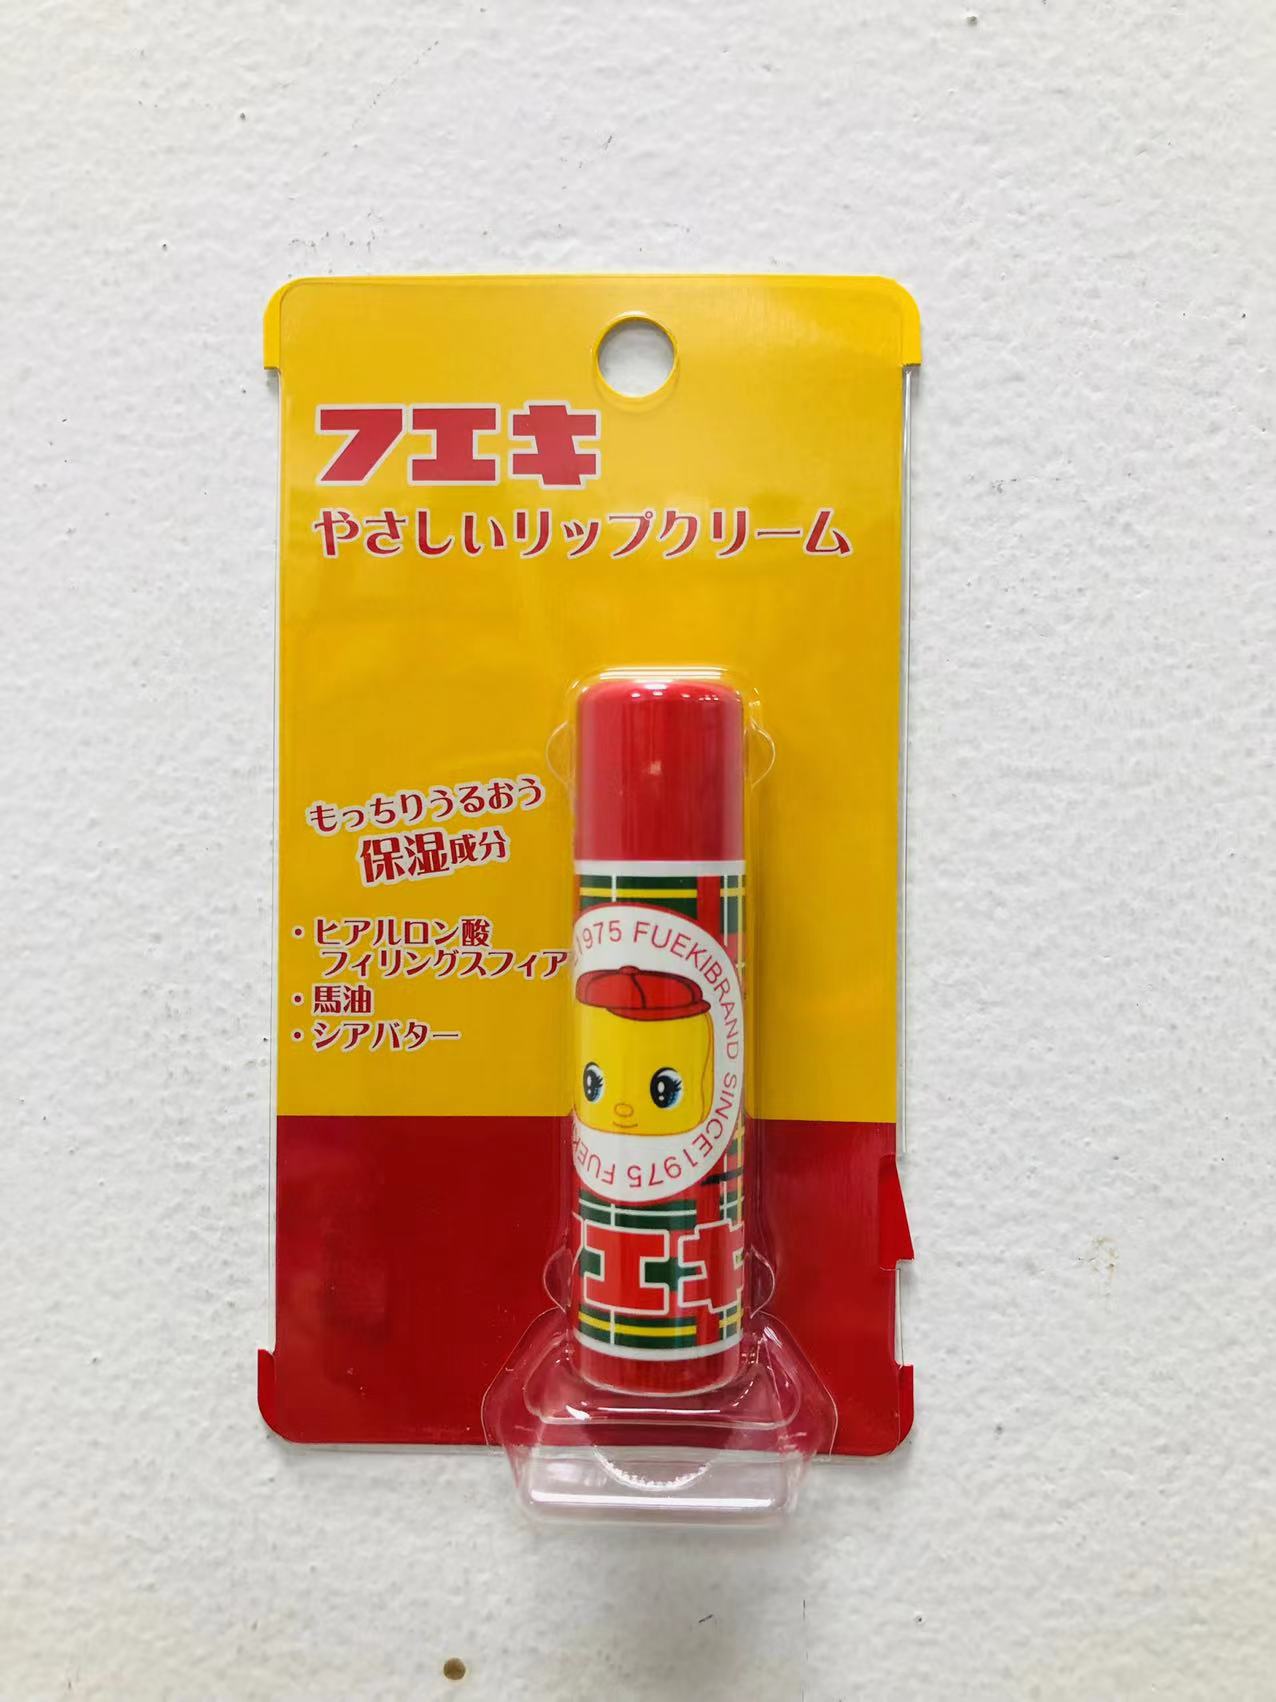 フエキ
やさしいリップクリーム
もっちりうるおう
保湿成分
・ヒアルロン酸
フィリングスフィア
・馬油
・シアバター
1975 FUEKIBRAND SINCE1975 FUEK
エキ